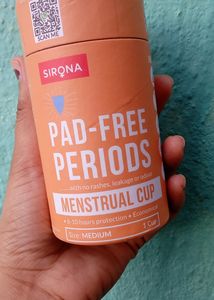 SCAN ME
SIRONA
PAD-FREE
PERIODS
...with no rashes, leakage or odour
MENSTRUAL CUP
• 8-10 hours protection • Economical
Size: MEDIUM
1 Cup